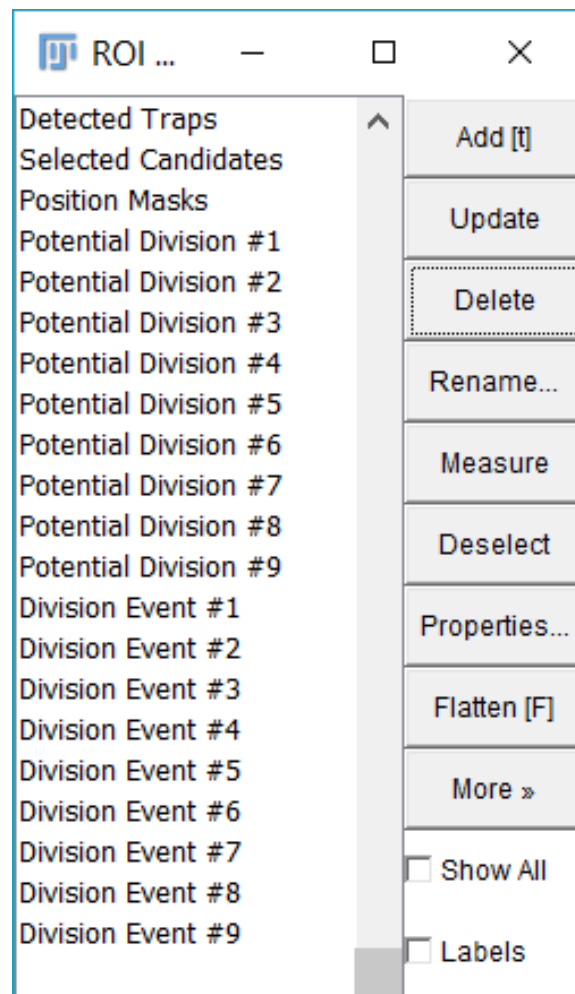 ROI ...
Detected Traps
Selected Candidates
Position Masks
Potential Division #1
Potential Division #2
Potential Division #3
Potential Division #4
Potential Division #5
Potential Division #6
Potential Division #7
Potential Division #8
Potential Division #9
Division Event #1
Division Event #2
Division Event #3
Division Event #4
Division Event #5
Division Event #6
Division Event #7
Division Event #8
Division Event #9
Add [t]
Update
Delete
Rename...
Measure
Deselect
Properties...
Flatten [F]
More »
Show All
Labels